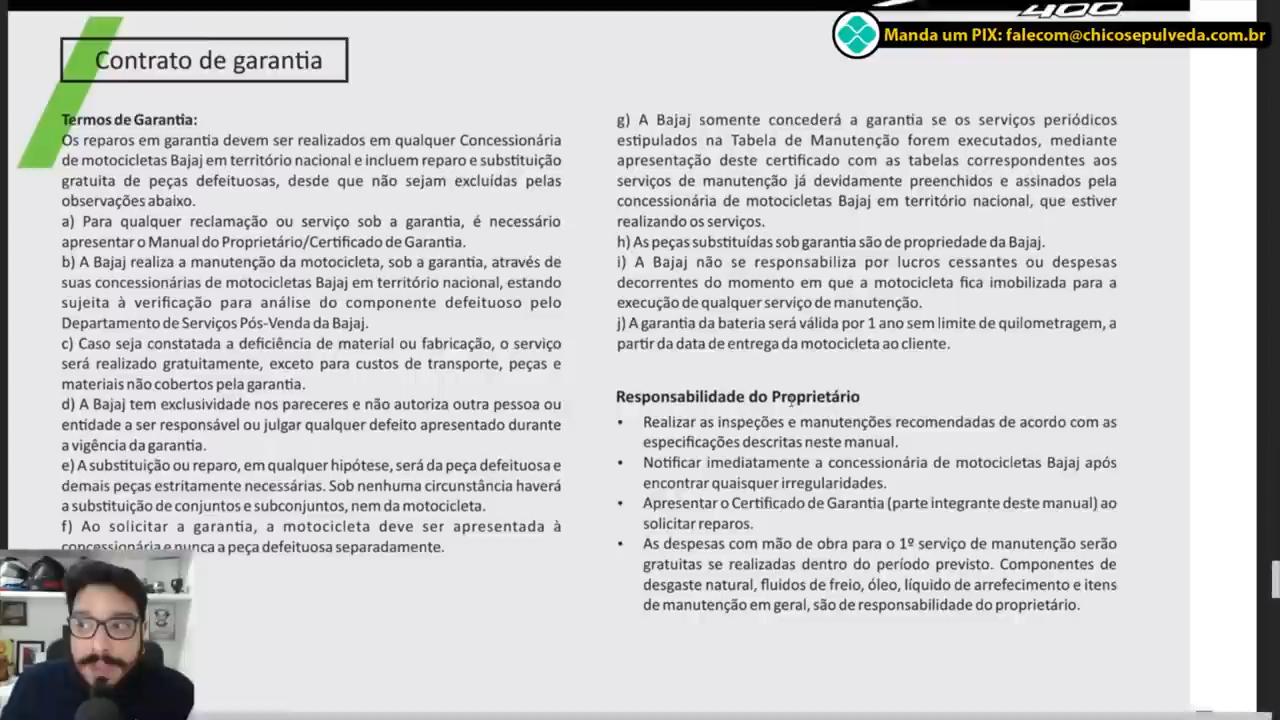 400
Manda um PIX: falecom@chicosepulveda.com.br
Contrato de garantia
Termos de Garantia:
Os reparos em garantia devem ser realizados em qualquer Concessionária
de motocicletas Bajaj em território nacional e incluem reparo e substituição
gratuita de peças defeituosas, desde que não sejam excluídas pelas
observações abaixo.
a) Para qualquer reclamação ou serviço sob a garantia, é necessário
apresentar o Manual do Proprietário/Certificado de Garantia.
b) A Bajaj realiza a manutenção da motocicleta, sob a garantia, através de
suas concessionárias de motocicletas Bajaj em território nacional, estando
sujeita à verificação para análise do componente defeituoso pelo
Departamento de Serviços Pós-Venda da Bajaj.
c) Caso seja constatada a deficiência de material ou fabricação, o serviço
será realizado gratuitamente, exceto para custos de transporte, peças e
materiais não cobertos pela garantia.
d) A Bajaj tem exclusividade nos pareceres e não autoriza outra pessoa ou
entidade a ser responsável ou julgar qualquer defeito apresentado durante
a vigência da garantia.
e) A substituição ou reparo, em qualquer hipótese, será da peça defeituosa e
demais peças estritamente necessárias. Sob nenhuma circunstância haverá
a substituição de conjuntos e subconjuntos, nem da motocicleta.
f) Ao solicitar a garantia, a motocicleta deve ser apresentada à
concessionária e nunca a peça defeituosa separadamente.
g) A Bajaj somente concederá a garantia se os serviços periódicos
estipulados na Tabela de Manutenção forem executados, mediante
apresentação deste certificado com as tabelas correspondentes aos
serviços de manutenção já devidamente preenchidos e assinados pela
concessionária de motocicletas Bajaj em território nacional, que estiver
realizando os serviços.
h) As peças substituídas sob garantia são de propriedade da Bajaj.
i) A Bajaj não se responsabiliza por lucros cessantes ou despesas
decorrentes do momento em que a motocicleta fica imobilizada para a
execução de qualquer serviço de manutenção.
j) A garantia da bateria será válida por 1 ano sem limite de quilometragem, a
partir da data de entrega da motocicleta ao cliente.
Responsabilidade do Proprietário
• Realizar as inspeções e manutenções recomendadas de acordo com as
especificações descritas neste manual.
• Notificar imediatamente a concessionária de motocicletas Bajaj após
encontrar quaisquer irregularidades.
• Apresentar o Certificado de Garantia (parte integrante deste manual) ao
solicitar reparos.
• As despesas com mão de obra para o 1º serviço de manutenção serão
gratuitas se realizadas dentro do período previsto. Componentes de
desgaste natural, fluidos de freio, óleo, líquido de arrefecimento e itens
de manutenção em geral, são de responsabilidade do proprietário.